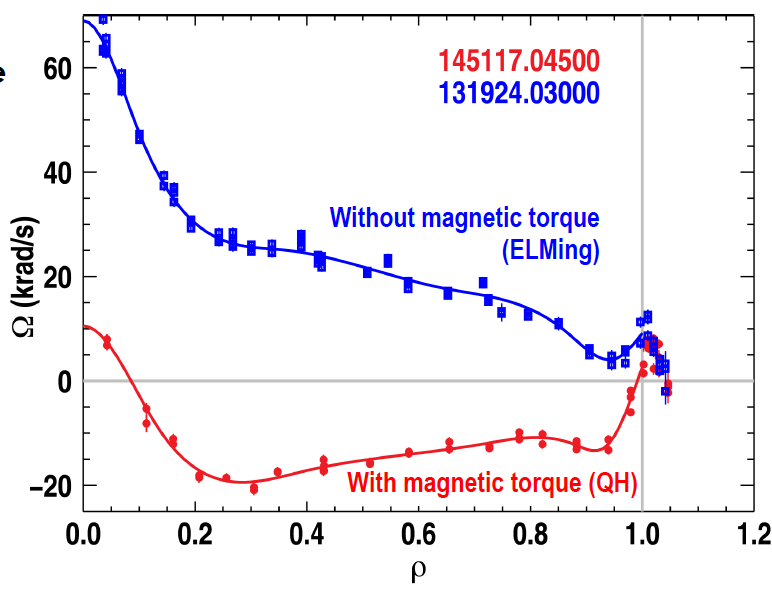 e
145117.04500
131924.03000
60
40
20
0
−20
Ω (krad/s)
Without magnetic torque
(ELMing)
With magnetic torque (QH)
0.0 0.2 0.4 0.6 0.8 1.0 1.2
ρ